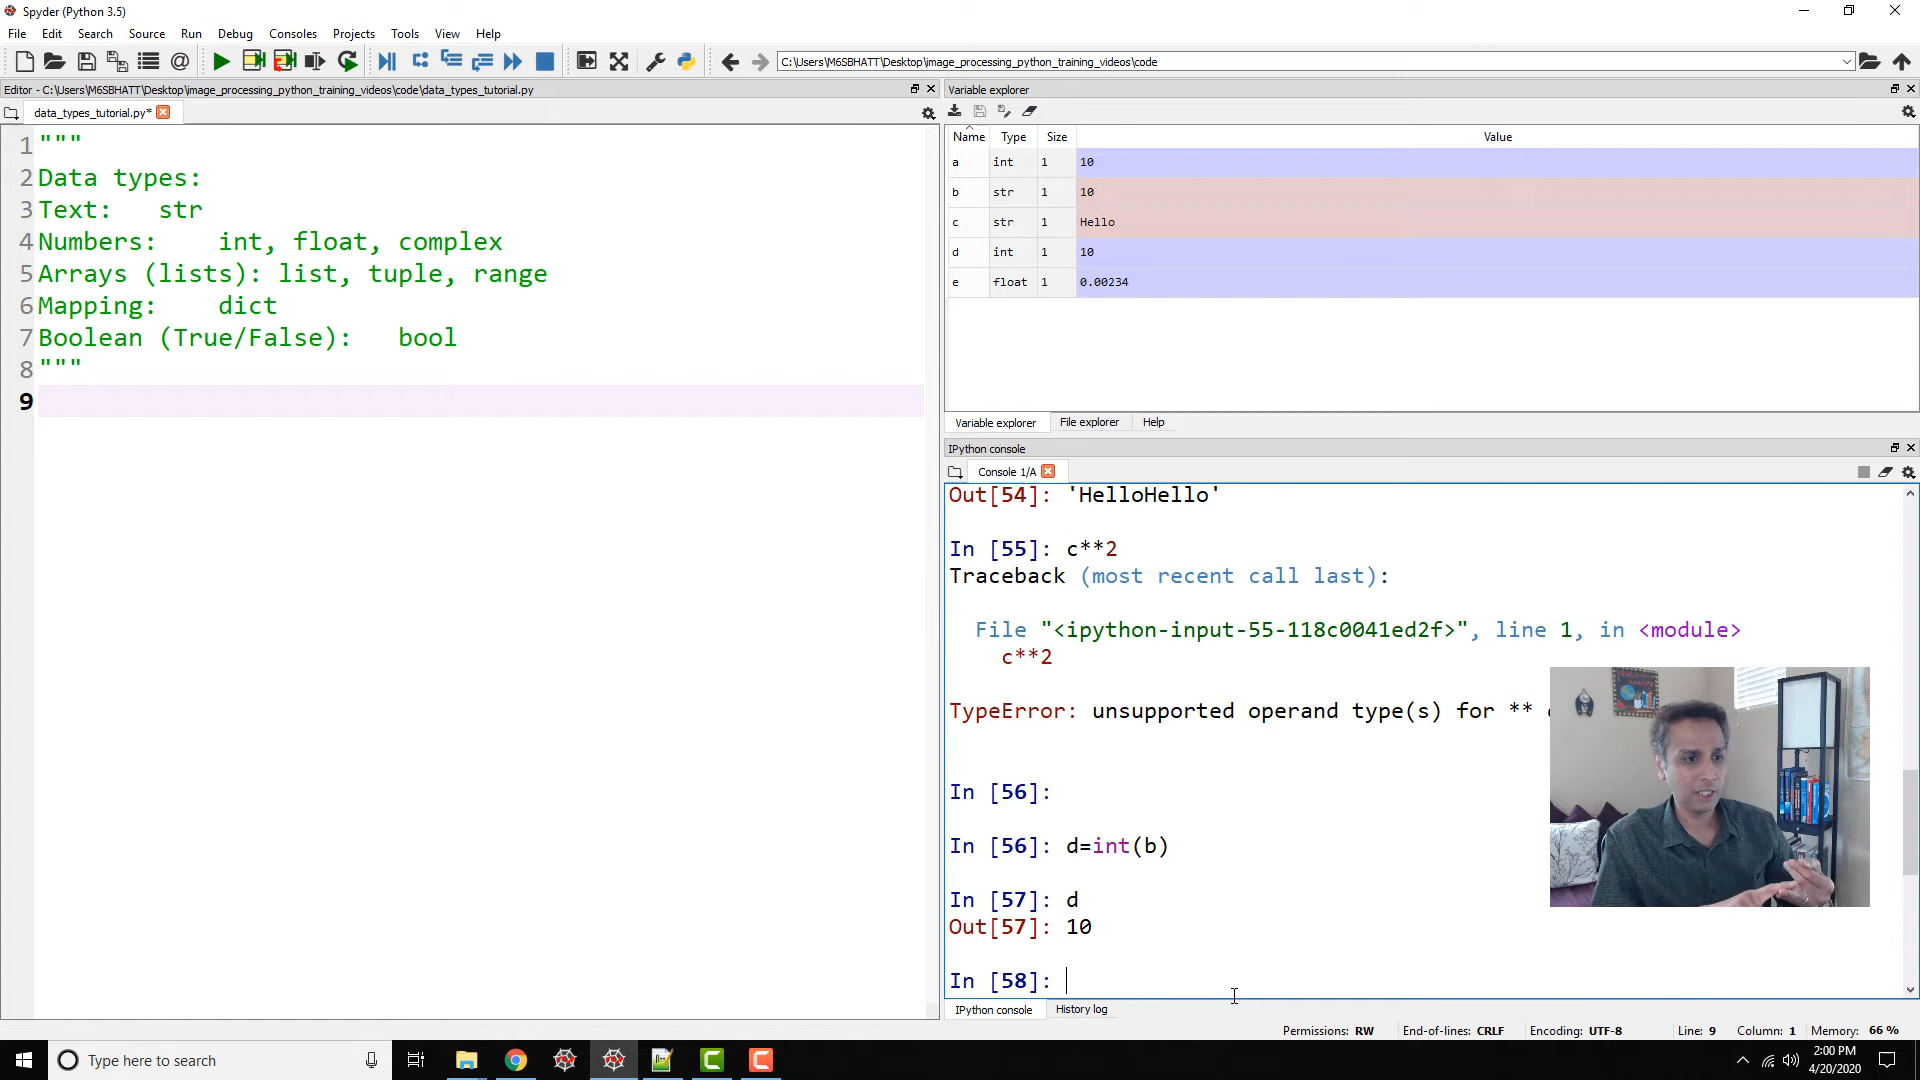 Spyder (Python 3.5)
File Edit Search Source Run Debug Consoles Projects Tools View Help
C:\Users\M6SBHATT\Desktop\image_processing_python_training_videos\code
Editor - C:\Users\M6SBHATT\Desktop\image_processing_python_training_videos\code\data_types_tutorial.py
data_types_tutorial.py*
1 """
2 Data types:
3 Text: str
4 Numbers: int, float, complex
5 Arrays (lists): list, tuple, range
6 Mapping: dict
7 Boolean (True/False): bool
8 """
9
Variable explorer
Name Type Size Value
a int 1 10
b str 1 10
c str 1 Hello
d int 1 10
e float 1 0.00234
Variable explorer File explorer Help
IPython console
Console 1/A
Out[54]: 'HelloHello'
In [55]: c**2
Traceback (most recent call last):
File "<ipython-input-55-118c0041ed2f>", line 1, in <module>
c**2
TypeError: unsupported operand type(s) for **
In [56]:
In [56]: d=int(b)
In [57]: d
Out[57]: 10
In [58]:
IPython console History log
Permissions: RW End-of-lines: CRLF Encoding: UTF-8 Line: 9 Column: 1 Memory: 66 %
Type here to search
2:00 PM
4/20/2020